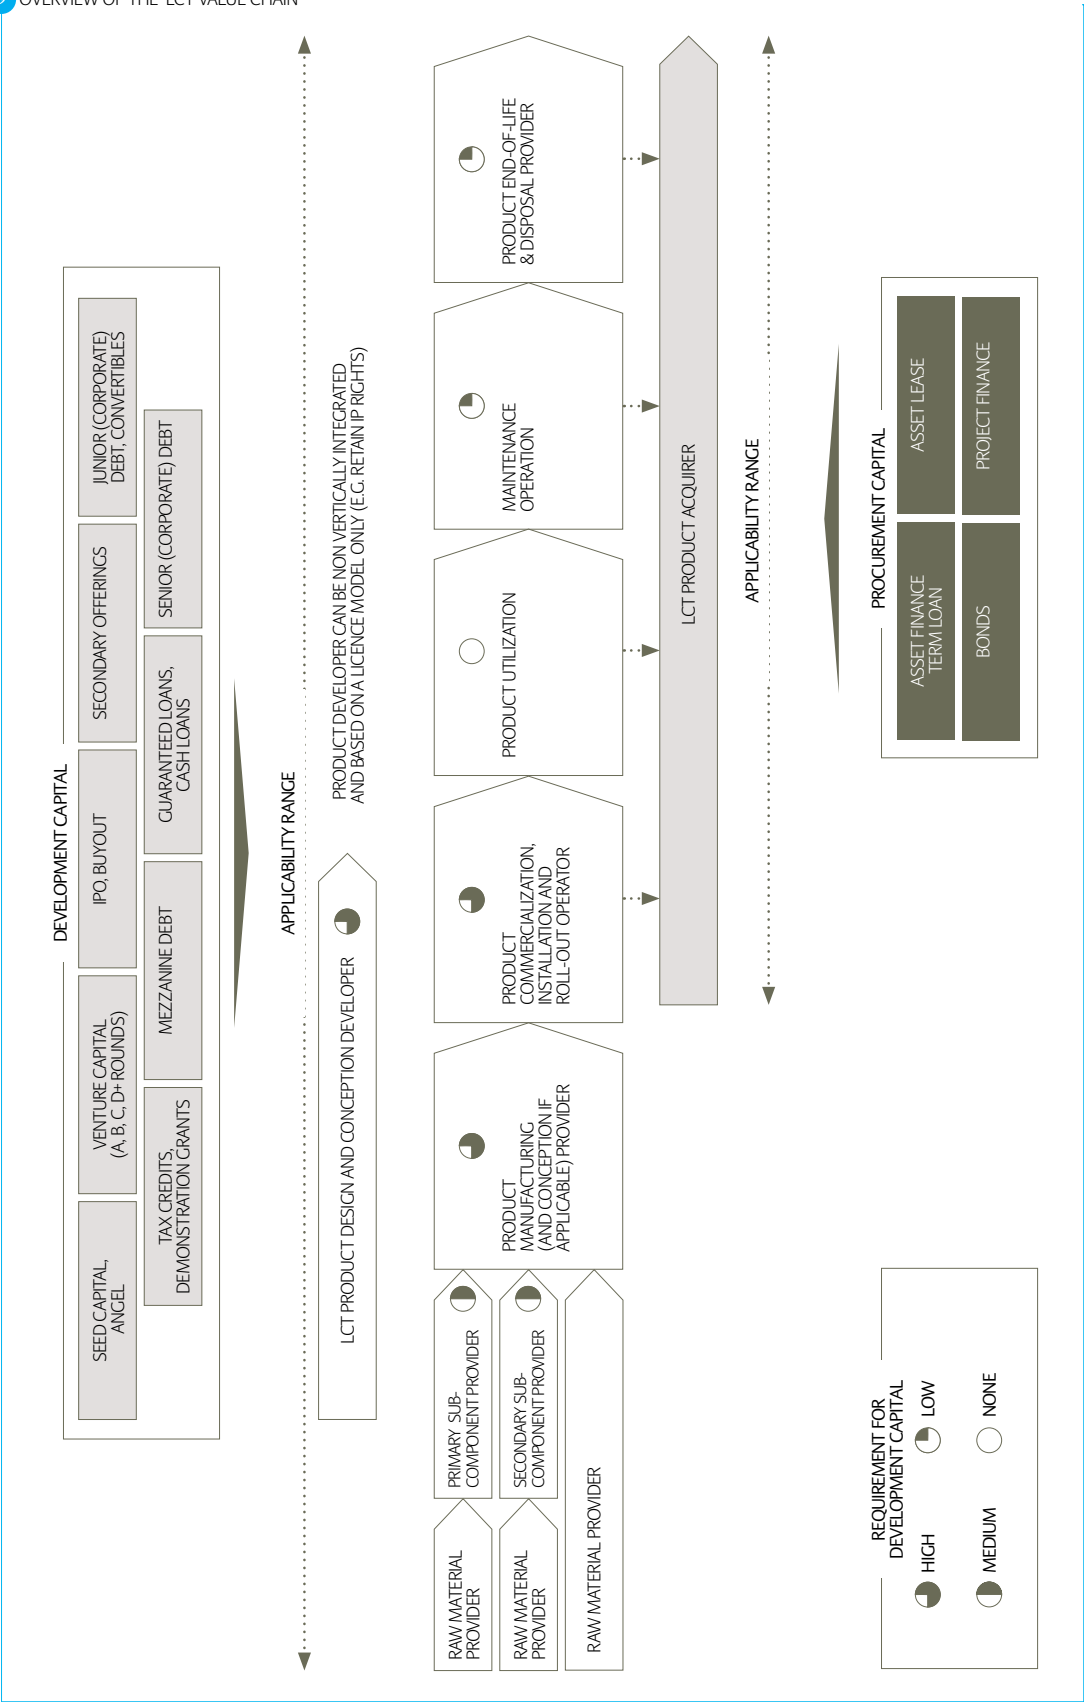 OVERVIEW OF THE LCT VALUE CHAIN
DEVELOPMENT CAPITAL
SEED CAPITAL,
ANGEL
VENTURE CAPITAL
(A, B, C, D+ ROUNDS)
IPO, BUYOUT
SECONDARY OFFERINGS
JUNIOR (CORPORATE)
DEBT, CONVERTIBLES
TAX CREDITS,
DEMONSTRATION GRANTS
MEZZANINE DEBT
GUARANTEED LOANS,
CASH LOANS
SENIOR (CORPORATE) DEBT
APPLICABILITY RANGE
LCT PRODUCT DESIGN AND CONCEPTION DEVELOPER
PRODUCT DEVELOPER CAN BE NON VERTICALLY INTEGRATED
AND BASED ON A LICENCE MODEL ONLY (E.G. RETAIN IP RIGHTS)
RAW MATERIAL
PROVIDER
PRIMARY SUB-
COMPONENT PROVIDER
RAW MATERIAL
PROVIDER
SECONDARY SUB-
COMPONENT PROVIDER
RAW MATERIAL PROVIDER
PRODUCT
MANUFACTURING
(AND CONCEPTION IF
APPLICABLE) PROVIDER
PRODUCT
COMMERCIALIZATION,
INSTALLATION AND
ROLL-OUT OPERATOR
PRODUCT UTILIZATION
MAINTENANCE
OPERATION
PRODUCT END-OF-LIFE
& DISPOSAL PROVIDER
LCT PRODUCT ACQUIRER
APPLICABILITY RANGE
REQUIREMENT FOR
DEVELOPMENT CAPITAL
HIGH
LOW
MEDIUM
NONE
PROCUREMENT CAPITAL
ASSET FINANCE
TERM LOAN
ASSET LEASE
BONDS
PROJECT FINANCE